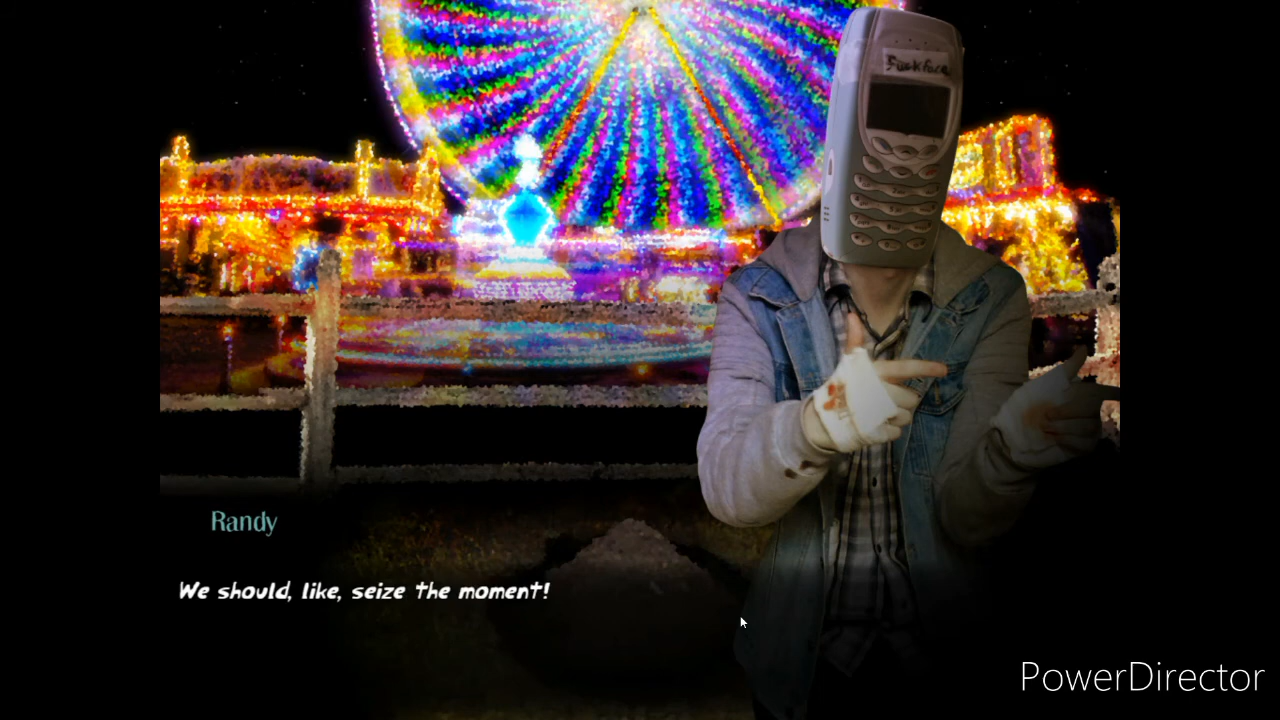 Fuckface
Randy
We should, like, seize the moment!
PowerDirector